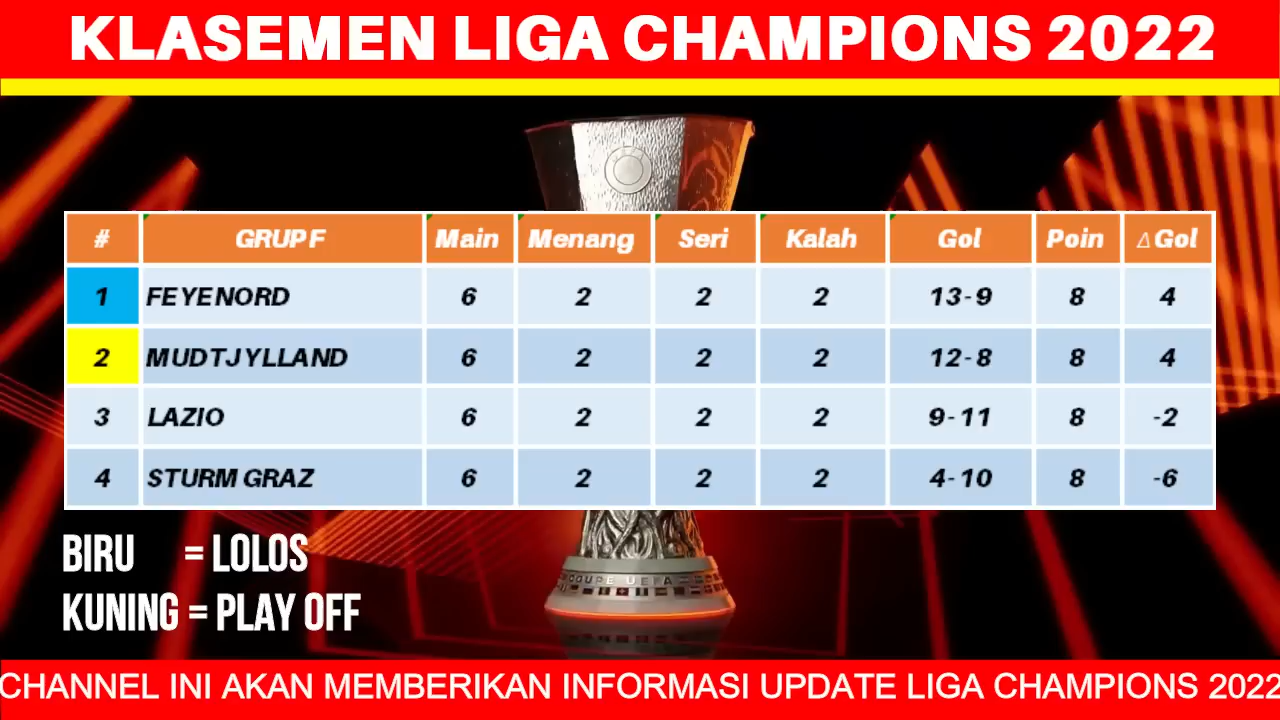 KLASEMEN LIGA CHAMPIONS 2022
# GRUP F Main Menang Seri Kalah Gol Poin Δ Gol
1 FEYENORD 6 2 2 2 13-9 8 4
2 MUDTJYLLAND 6 2 2 2 12-8 8 4
3 LAZIO 6 2 2 2 9-11 8 -2
4 STURM GRAZ 6 2 2 2 4-10 8 -6
BIRU = LOLOS
KUNING = PLAY OFF
COUPE UEFA
CHANNEL INI AKAN MEMBERIKAN INFORMASI UPDATE LIGA CHAMPIONS 2022